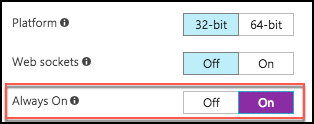 Platform 32-bit 64-bit
Web sockets Off On
Always On Off On